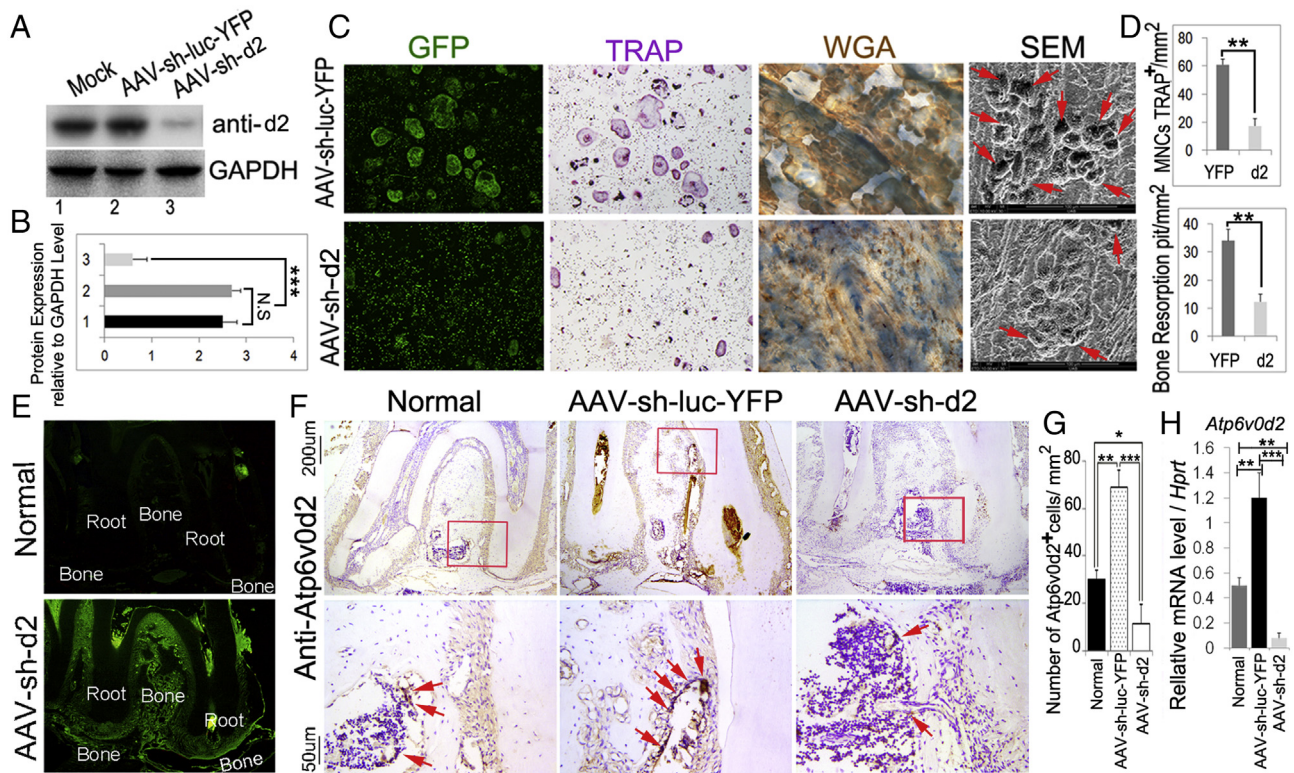 A
Mock
AAV-sh-luc-YFP
AAV-sh-d2
anti-d2
GAPDH
1 2 3
B
Protein Expression
relative to GAPDH Level
3
2
1
***
N.S
0 1 2 3 4
C
GFP TRAP WGA SEM
AAV-sh-luc-YFP
AAV-sh-d2
D
MNCs TRAP+/mm2
80
60
40
20
0
**
YFP d2
Bone Resorption pit/mm2
40
30
20
10
0
**
YFP d2
E
Normal
Root Bone Root
Bone Bone
AAV-sh-d2
Root Bone Root
Bone Bone
F
Normal AAV-sh-luc-YFP AAV-sh-d2
Anti-Atp6v0d2
200um
50um
G
Number of Atp6v0d2+cells/ mm2
80
60
40
20
0
*
** ***
Normal
AAV-sh-luc-YFP
AAV-sh-d2
H
Atp6v0d2
Rellative mRNA level / Hprt
1.6
1.4
1.2
1
0.8
0.6
0.4
0.2
0
**
** ***
Normal
AAV-sh-luc-YFP
AAV-sh-d2